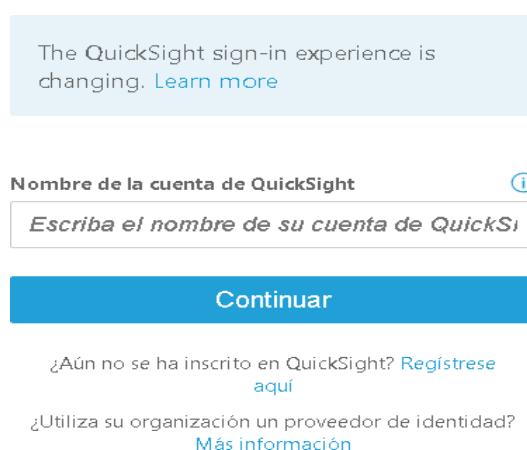 The QuickSight sign-in experience is
changing. Learn more
Nombre de la cuenta de QuickSight
Escriba el nombre de su cuenta de
Continuar
¿Aún no se ha inscrito en QuickSight? Regístrese
aquí
¿Utiliza su organización un proveedor de identidad?
Más información